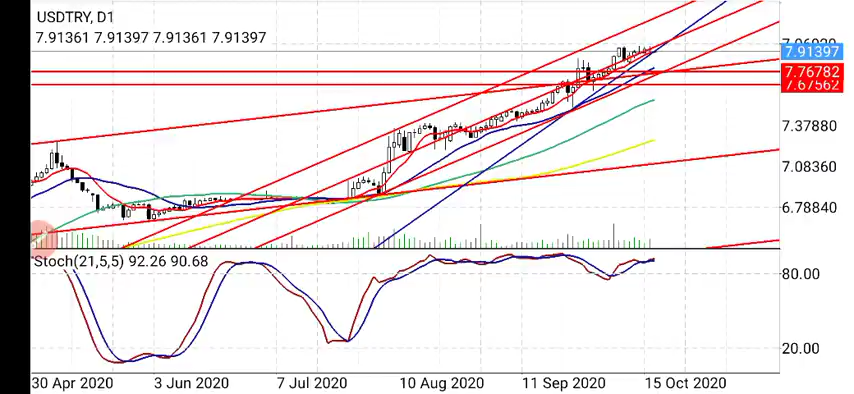 USDTRY, D1
7.91361 7.91397 7.91361 7.91397
7.91397
7.76782
7.67562
7.37880
7.08360
6.78840
Stoch(21,5,5) 92.26 90.68
80.00
20.00
30 Apr 2020 3 Jun 2020 7 Jul 2020 10 Aug 2020 11 Sep 2020 15 Oct 2020